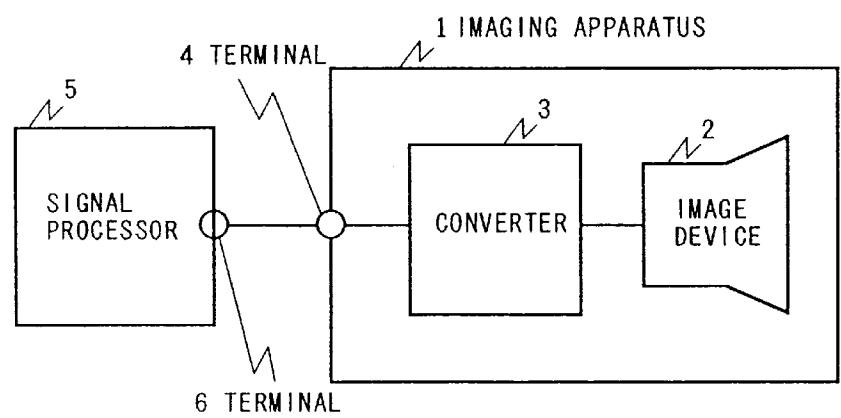 1 IMAGING APPARATUS
4 TERMINAL
5
3
2
SIGNAL
PROCESSOR
CONVERTER
IMAGE
DEVICE
6 TERMINAL